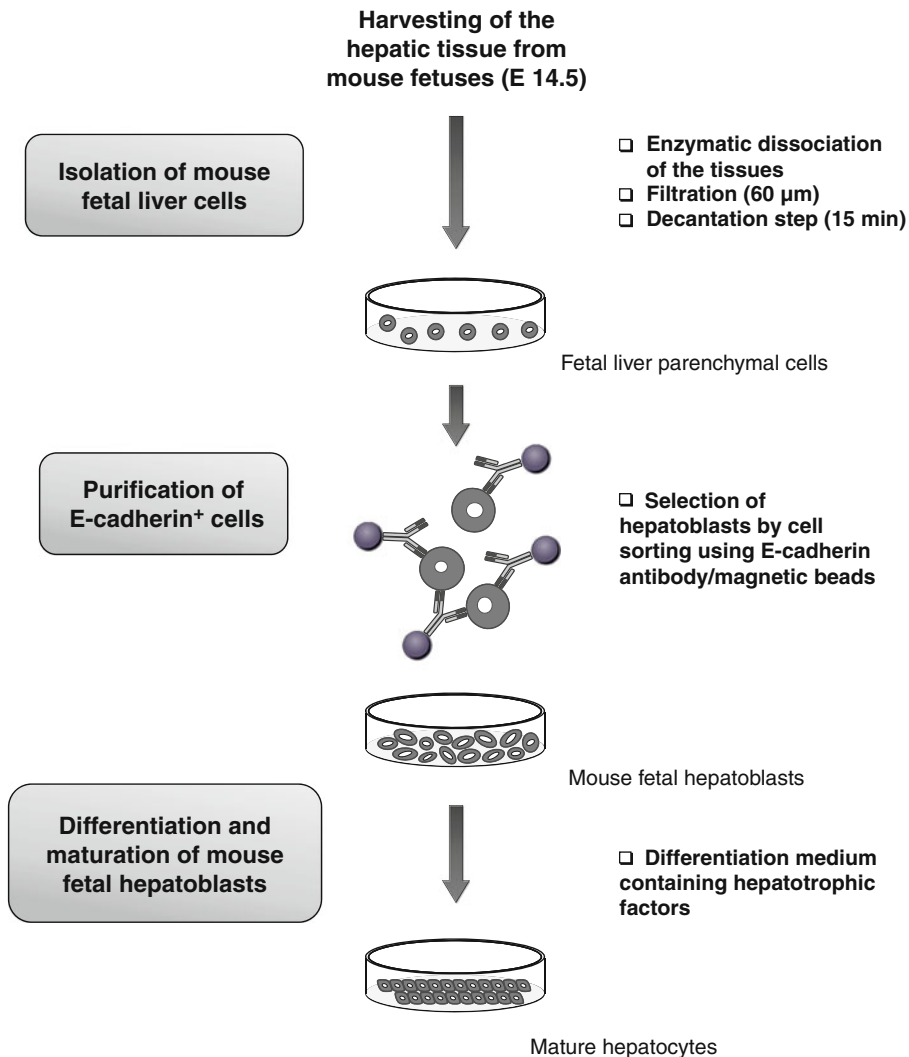 Harvesting of the
hepatic tissue from
mouse fetuses (E 14.5)
Isolation of mouse
fetal liver cells
❑ Enzymatic dissociation
of the tissues
❑ Filtration (60 µm)
❑ Decantation step (15 min)
Fetal liver parenchymal cells
Purification of
E-cadherin⁺ cells
❑ Selection of
hepatoblasts by cell
sorting using E-cadherin
antibody/magnetic beads
Mouse fetal hepatoblasts
Differentiation and
maturation of mouse
fetal hepatoblasts
❑ Differentiation medium
containing hepatotrophic
factors
Mature hepatocytes